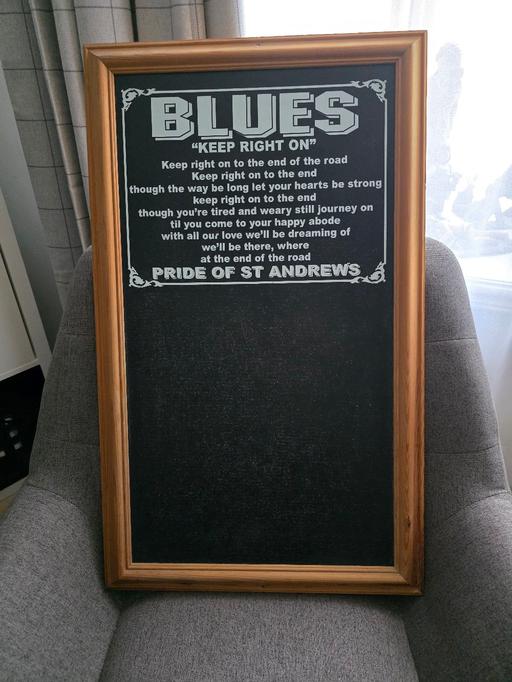 BLUES
“KEEP RIGHT ON”
Keep right on to the end of the road
Keep right on to the end
though the way be long let your hearts be strong
keep right on to the end
though you're tired and weary still journey on
til you come to your happy abode
with all our love we'll be dreaming of
we'll be there, where
at the end of the road
PRIDE OF ST ANDREWS